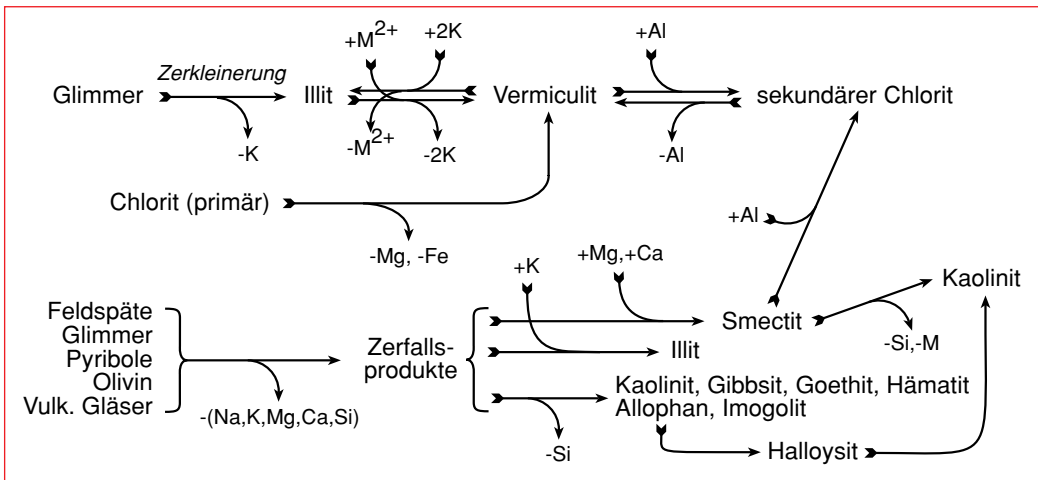 +M2+
+2K
+Al
Zerkleinerung
Glimmer
Illit
Vermiculit
sekundärer Chlorit
-K
-M2+
-2K
-Al
Chlorit (primär)
-Mg, -Fe
+Al
+K
+Mg,+Ca
Kaolinit
Feldspäte
Glimmer
Pyribole
Olivin
Vulk. Gläser
-(Na,K,Mg,Ca,Si)
Zerfalls-
produkte
Smectit
-Si,-M
Illit
Kaolinit, Gibbsit, Goethit, Hämatit
Allophan, Imogolit
-Si
Halloysit